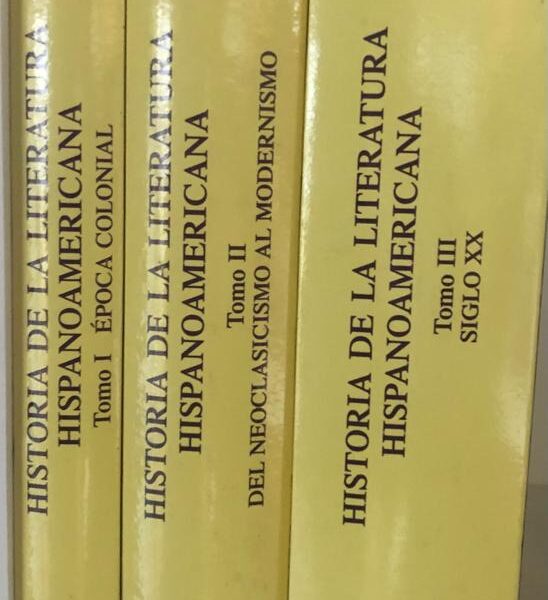 HISTORIA DE LA LITERATURA
HISPANOAMERICANA
Tomo I ÉPOCA COLONIAL
HISTORIA DE LA LITERATURA
HISPANOAMERICANA
Tomo II
DEL NEOCLASICISMO AL MODERNISMO
HISTORIA DE LA LITERATURA
HISPANOAMERICANA
Tomo III
SIGLO XX